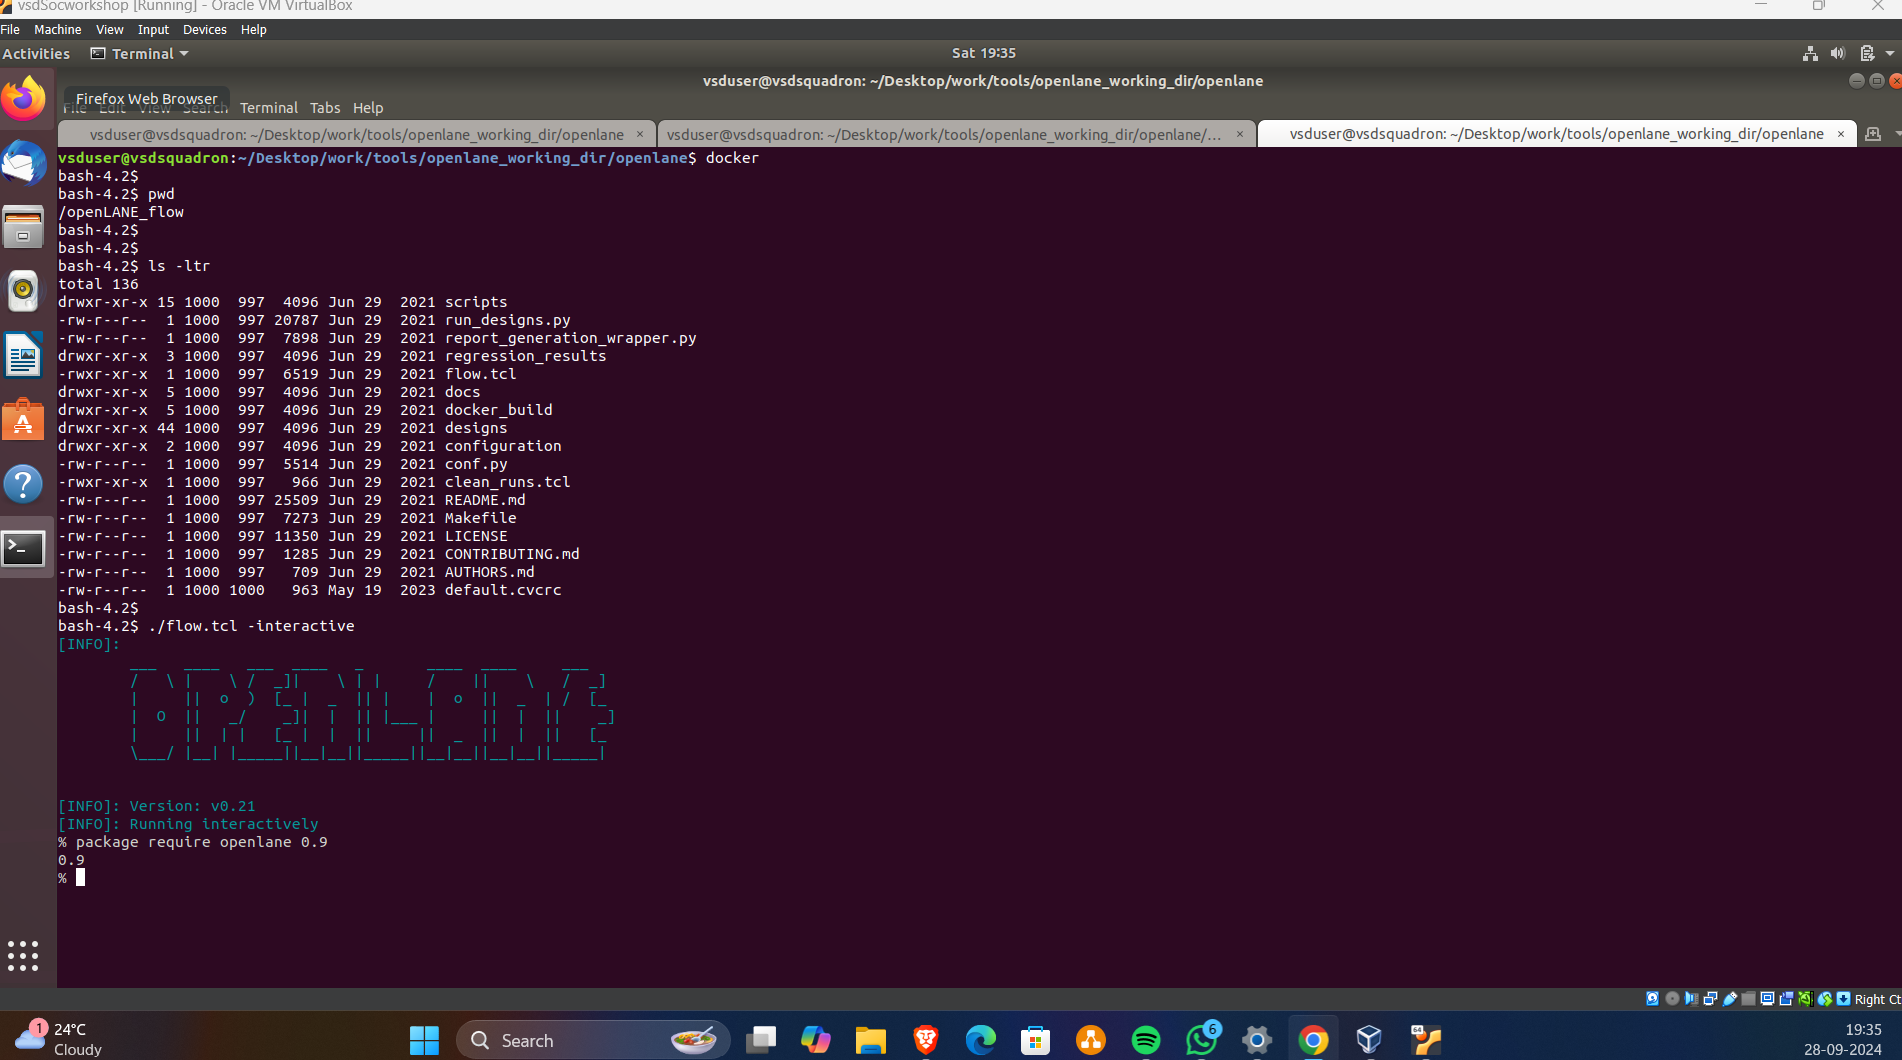 vsdSocworkshop [Running] - Oracle VM VirtualBox
File Machine View Input Devices Help
Activities Terminal Sat 19:35
vsduser@vsdsquadron: ~/Desktop/work/tools/openlane_working_dir/openlane
Firefox Web Browser
File Edit View Search Terminal Tabs Help
vsduser@vsdsquadron: ~/Desktop/work/tools/openlane_working_dir/openlane × vsduser@vsdsquadron: ~/Desktop/work/tools/openlane_working_dir/openlane/... × vsduser@vsdsquadron: ~/Desktop/work/tools/openlane_working_dir/openlane ×
vsduser@vsdsquadron:~/Desktop/work/tools/openlane_working_dir/openlane$ docker
bash-4.2$
bash-4.2$ pwd
/openLANE_flow
bash-4.2$
bash-4.2$
bash-4.2$ ls -ltr
total 136
drwxr-xr-x 15 1000  997  4096 Jun 29  2021 scripts
-rw-r--r--  1 1000  997 20787 Jun 29  2021 run_designs.py
-rw-r--r--  1 1000  997  7898 Jun 29  2021 report_generation_wrapper.py
drwxr-xr-x  3 1000  997  4096 Jun 29  2021 regression_results
-rwxr-xr-x  1 1000  997  6519 Jun 29  2021 flow.tcl
drwxr-xr-x  5 1000  997  4096 Jun 29  2021 docs
drwxr-xr-x  5 1000  997  4096 Jun 29  2021 docker_build
drwxr-xr-x 44 1000  997  4096 Jun 29  2021 designs
drwxr-xr-x  2 1000  997  4096 Jun 29  2021 configuration
-rw-r--r--  1 1000  997  5514 Jun 29  2021 conf.py
-rwxr-xr-x  1 1000  997   966 Jun 29  2021 clean_runs.tcl
-rw-r--r--  1 1000  997 25509 Jun 29  2021 README.md
-rw-r--r--  1 1000  997  7273 Jun 29  2021 Makefile
-rw-r--r--  1 1000  997 11350 Jun 29  2021 LICENSE
-rw-r--r--  1 1000  997  1285 Jun 29  2021 CONTRIBUTING.md
-rw-r--r--  1 1000  997   709 Jun 29  2021 AUTHORS.md
-rw-r--r--  1 1000 1000   963 May 19  2023 default.cvcrc
bash-4.2$
bash-4.2$ ./flow.tcl -interactive
[INFO]:
OPENLANE
[INFO]: Version: v0.21
[INFO]: Running interactively
% package require openlane 0.9
0.9
%
Right Ct
1 24°C
Cloudy
Search
64
6
19:35
28-09-2024